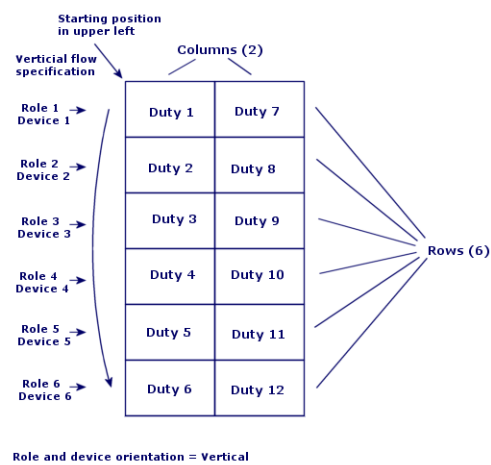 Starting position
in upper left
Columns (2)
Verticial flow
specification
Role 1
Device 1
Duty 1
Duty 7
Role 2
Device 2
Duty 2
Duty 8
Role 3
Device 3
Duty 3
Duty 9
Rows (6)
Role 4
Device 4
Duty 4
Duty 10
Role 5
Device 5
Duty 5
Duty 11
Role 6
Device 6
Duty 6
Duty 12
Role and device orientation = Vertical